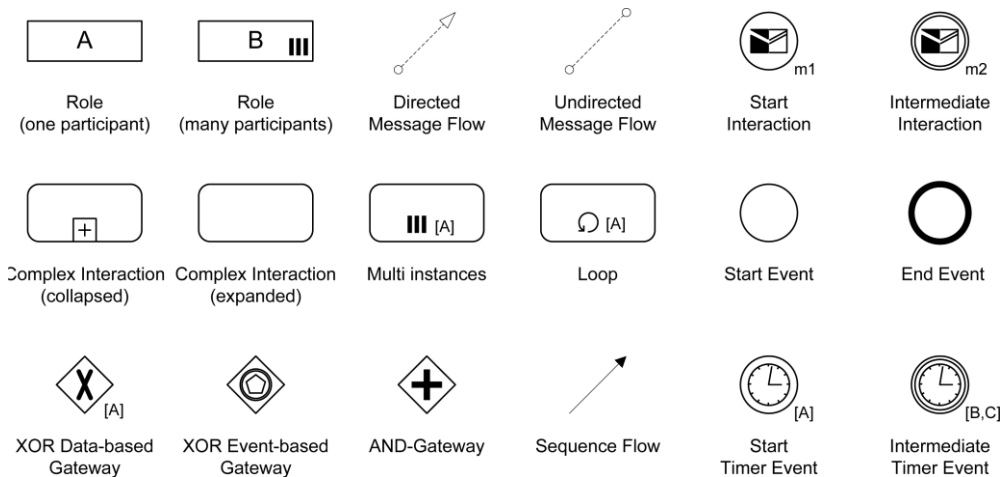 A
B
m1
m2
Role
(one participant)
Role
(many participants)
Directed
Message Flow
Undirected
Message Flow
Start
Interaction
Intermediate
Interaction
[A]
[A]
Complex Interaction
(collapsed)
Complex Interaction
(expanded)
Multi instances
Loop
Start Event
End Event
[A]
[A]
[B,C]
XOR Data-based
Gateway
XOR Event-based
Gateway
AND-Gateway
Sequence Flow
Start
Timer Event
Intermediate
Timer Event